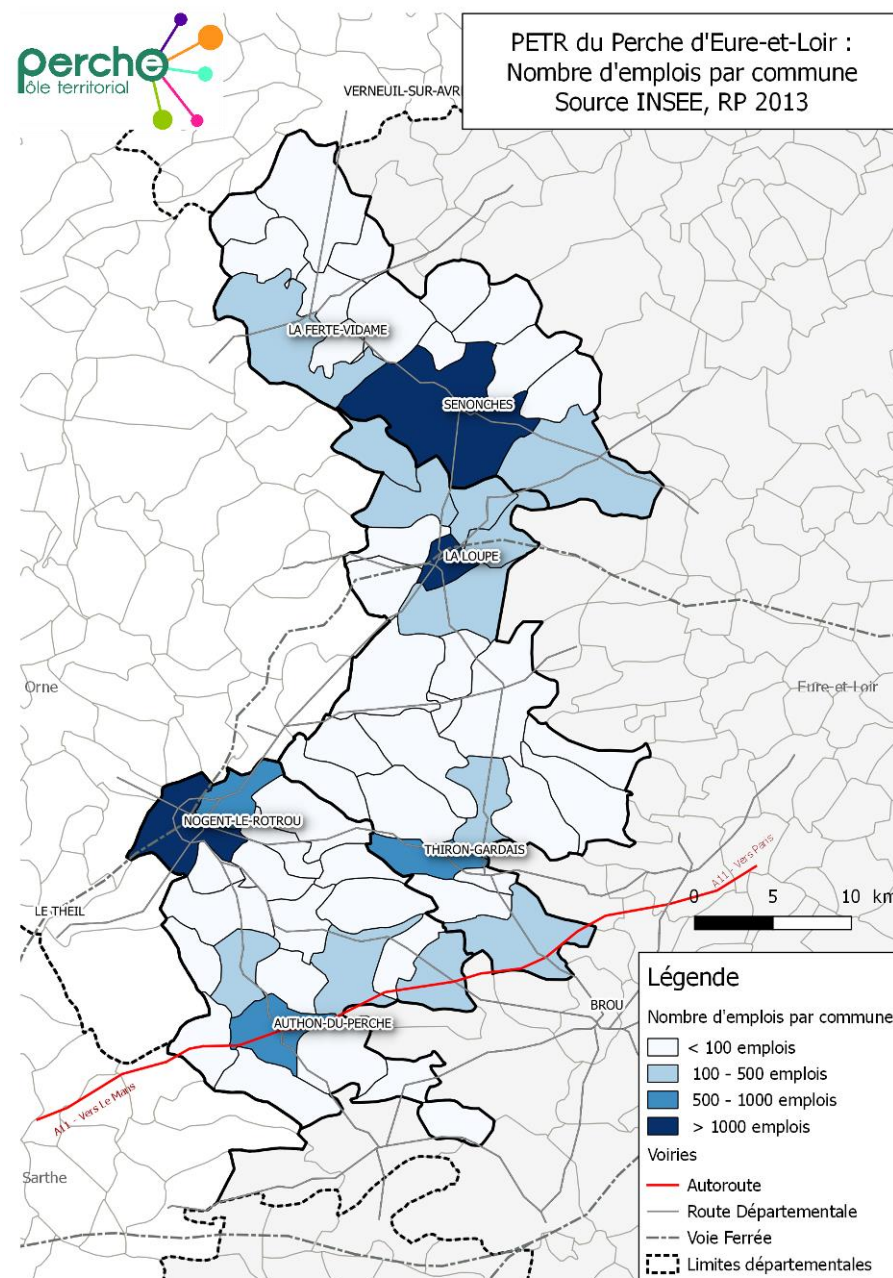 perche
Pôle territorial
PETR du Perche d'Eure-et-Loir :
Nombre d'emplois par commune
Source INSEE, RP 2013
VERNEUIL-SUR-AVR
LA FERTE-VIDAME
SENONCHES
LA LOUPE
Orne
Eure-et-Loir
NOGENT-LE-ROTROU
THIRON-GARDAIS
A11 - Vers Paris
LE THEIL
0 5 10 km
BROU
AUTHON-DU-PERCHE
A11 - Vers Le Mans
Sarthe
Légende
Nombre d'emplois par commune
< 100 emplois
100 - 500 emplois
500 - 1000 emplois
> 1000 emplois
Voiries
Autoroute
Route Départementale
Voie Ferrée
Limites départementales